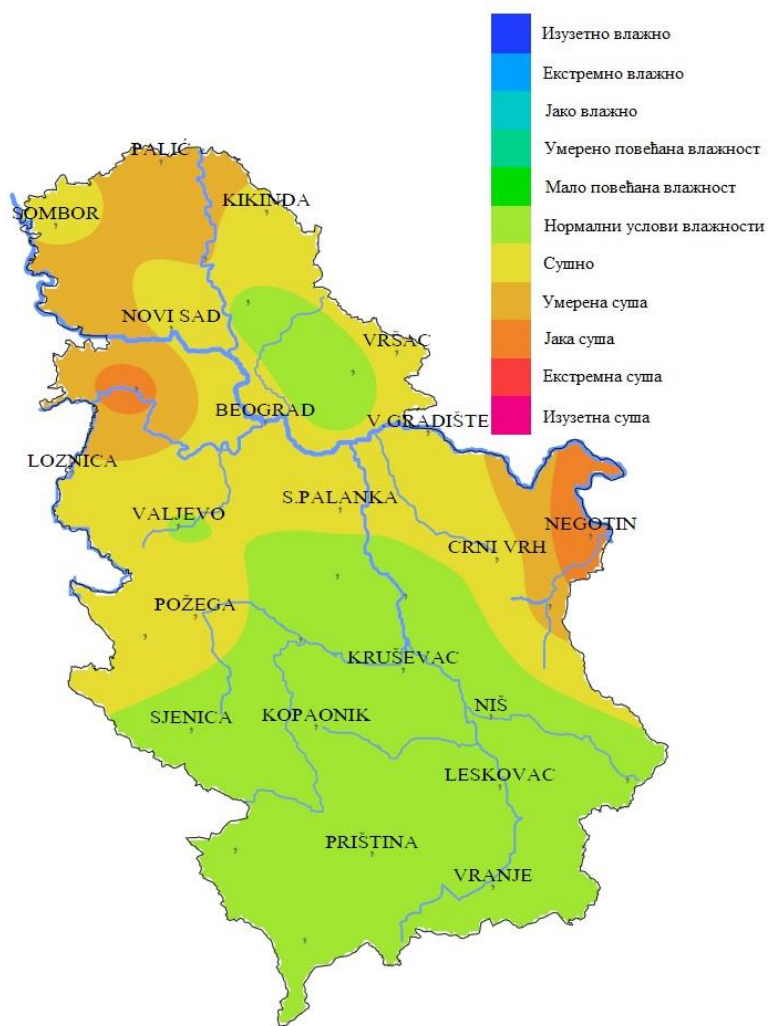 Изузетно влажно
Екстремно влажно
Јако влажно
Умерено повећана влажност
Мало повећана влажност
Нормални услови влажности
Сушно
Умерена суша
Јака суша
Екстремна суша
Изузетна суша
PALIĆ
KIKINDA
SOMBOR
NOVI SAD
VRŠAC
BEOGRAD
V.GRADIŠTE
LOZNICA
S.PALANKA
VALJEVO
NEGOTIN
CRNI VRH
POŽEGA
KRUŠEVAC
NIŠ
SJENICA
KOPAONIK
LESKOVAC
PRIŠTINA
VRANJE